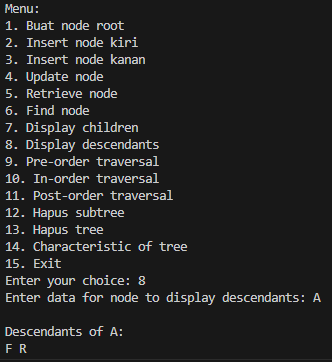 Menu:
1. Buat node root
2. Insert node kiri
3. Insert node kanan
4. Update node
5. Retrieve node
6. Find node
7. Display children
8. Display descendants
9. Pre-order traversal
10. In-order traversal
11. Post-order traversal
12. Hapus subtree
13. Hapus tree
14. Characteristic of tree
15. Exit
Enter your choice: 8
Enter data for node to display descendants: A

Descendants of A:
F R